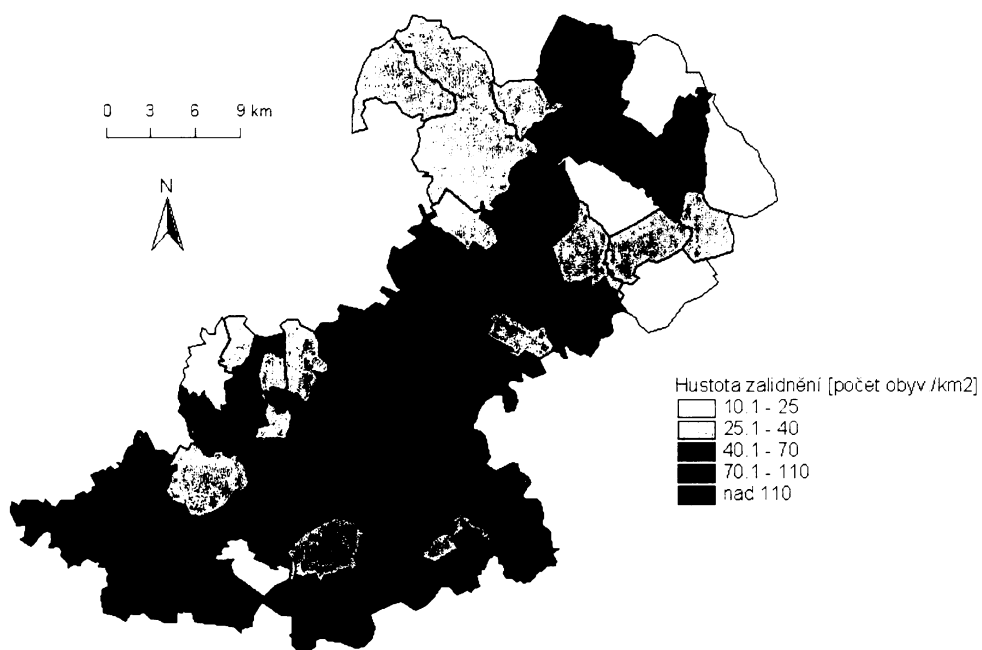 0 3 6 9 km
N
Hustota zalidnění [počet obyv /km2]
10.1 - 25
25.1 - 40
40.1 - 70
70.1 - 110
nad 110